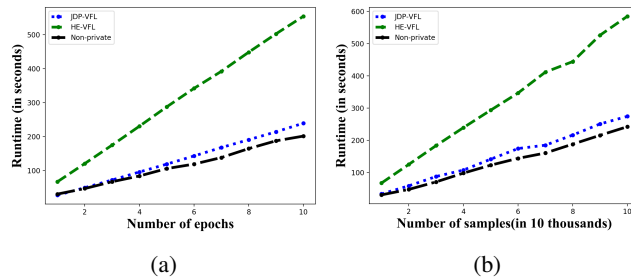 JDP-VFL
HE-VFL
Non-private
500
400
300
200
100
2
4
6
8
10
Runtime (in seconds)
Number of epochs
(a)
JDP-VFL
HE-VFL
Non-private
600
500
400
300
200
100
2
4
6
8
10
Runtime (in seconds)
Number of samples(in 10 thousands)
(b)